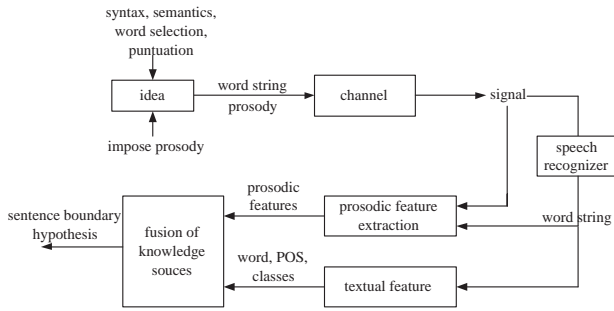 syntax, semantics,
word selection,
puntuation
idea
impose prosody
word string
prosody
channel
signal
speech
recognizer
word string
prosodic feature
extraction
textual feature
prosodic
features
word, POS,
classes
fusion of
knowledge
souces
sentence boundary
hypothesis